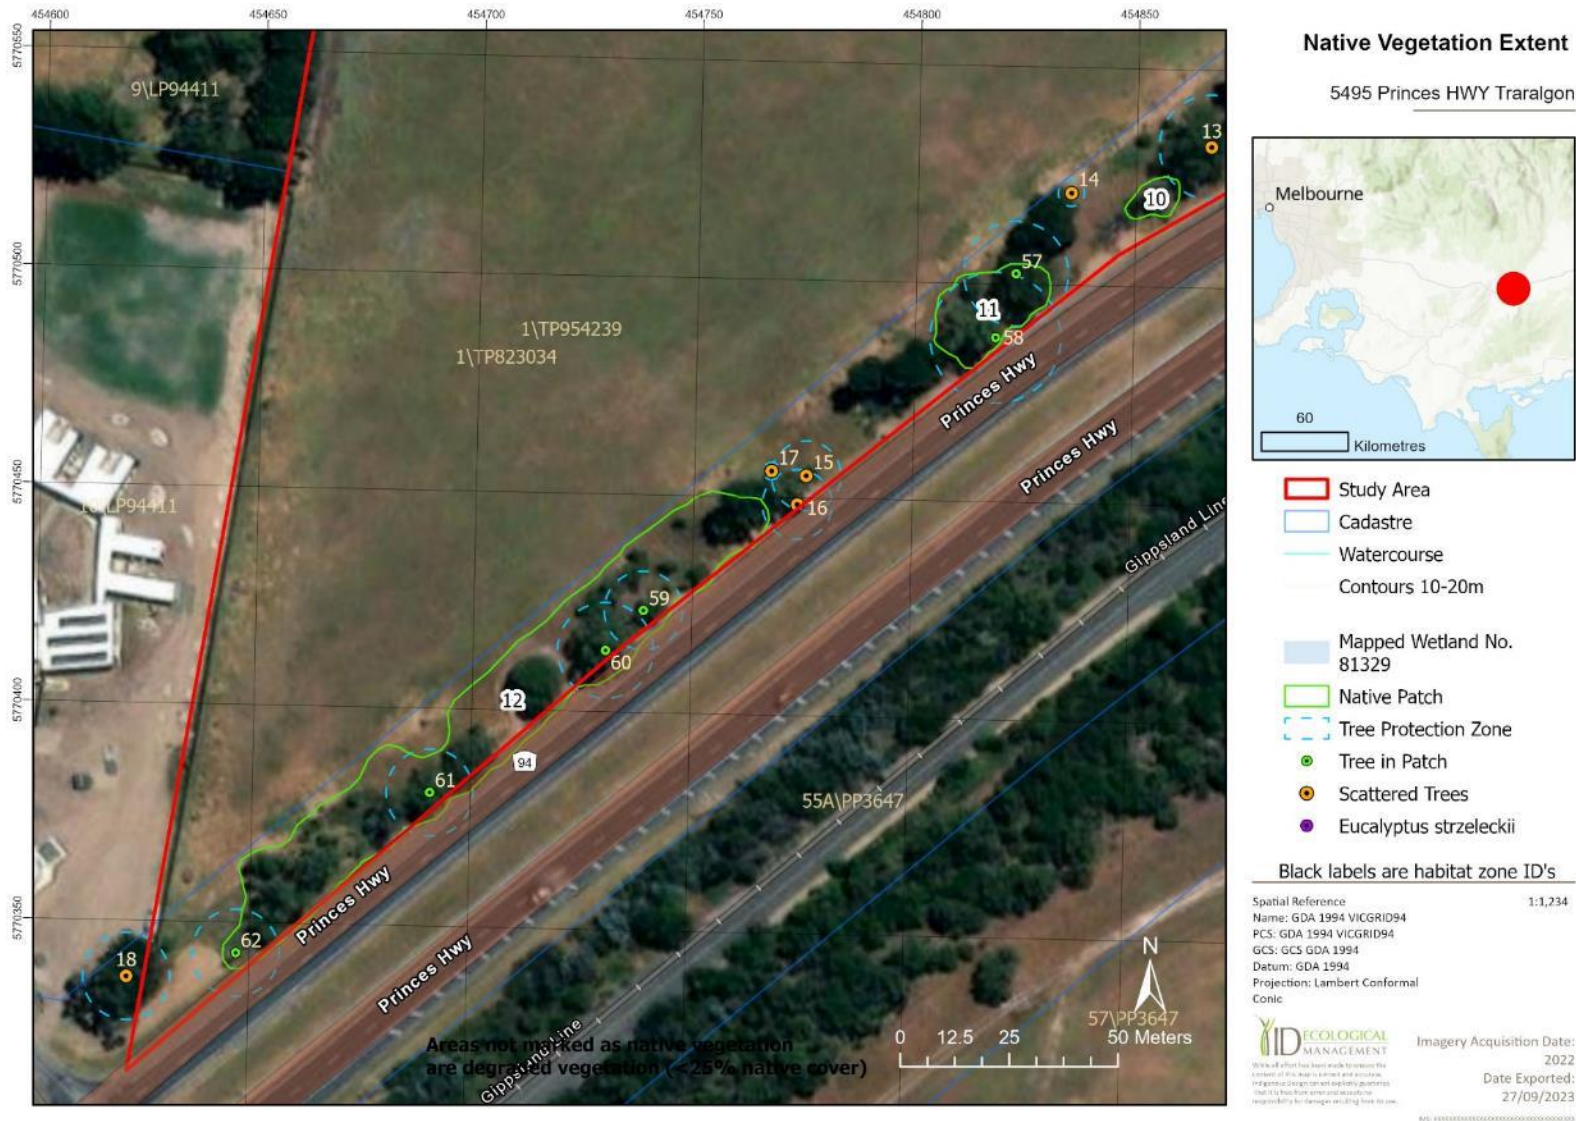 454600 454650 454700 454750 454800 454850
5770550
5770500
5770450
5770400
5770350
9\LP94411
1\TP954239
1\TP823034
LP94411
13
14
10
57
11
58
17
15
16
59
60
12
61
94
62
18
Princes Hwy
Princes Hwy
Princes Hwy
Princes Hwy
Gippsland Line
Gippsland Line
55A\PP3647
57\PP3647
N
0 12.5 25 50 Meters
Areas not marked as native vegetation
are degraded vegetation (<25% native cover)
Native Vegetation Extent
5495 Princes HWY Traralgon
Melbourne
60
Kilometres
Study Area
Cadastre
Watercourse
Contours 10-20m
Mapped Wetland No.
81329
Native Patch
Tree Protection Zone
Tree in Patch
Scattered Trees
Eucalyptus strzeleckii
Black labels are habitat zone ID's
Spatial Reference 1:1,234
Name: GDA 1994 VICGRID94
PCS: GDA 1994 VICGRID94
GCS: GCS GDA 1994
Datum: GDA 1994
Projection: Lambert Conformal
Conic
ID ECOLOGICAL
MANAGEMENT
Imagery Acquisition Date:
2022
Date Exported:
27/09/2023